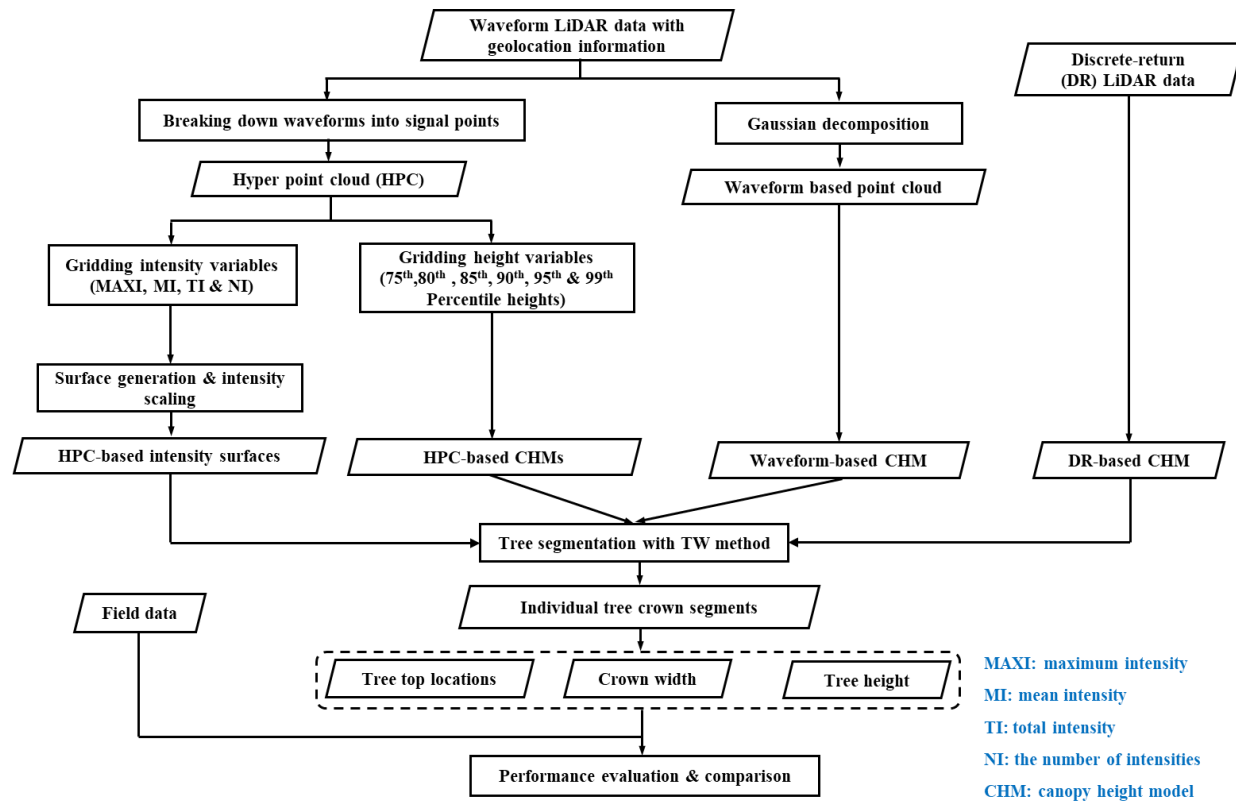 Waveform LiDAR data with
geolocation information
Discrete-return
(DR) LiDAR data
Breaking down waveforms into signal points
Gaussian decomposition
Hyper point cloud (HPC)
Waveform based point cloud
Gridding intensity variables
(MAXI, MI, TI & NI)
Gridding height variables
(75th,80th , 85th, 90th, 95th & 99th
Percentile heights)
Surface generation & intensity
scaling
HPC-based intensity surfaces
HPC-based CHMs
Waveform-based CHM
DR-based CHM
Tree segmentation with TW method
Individual tree crown segments
Field data
Tree top locations
Crown width
Tree height
Performance evaluation & comparison
MAXI: maximum intensity
MI: mean intensity
TI: total intensity
NI: the number of intensities
CHM: canopy height model